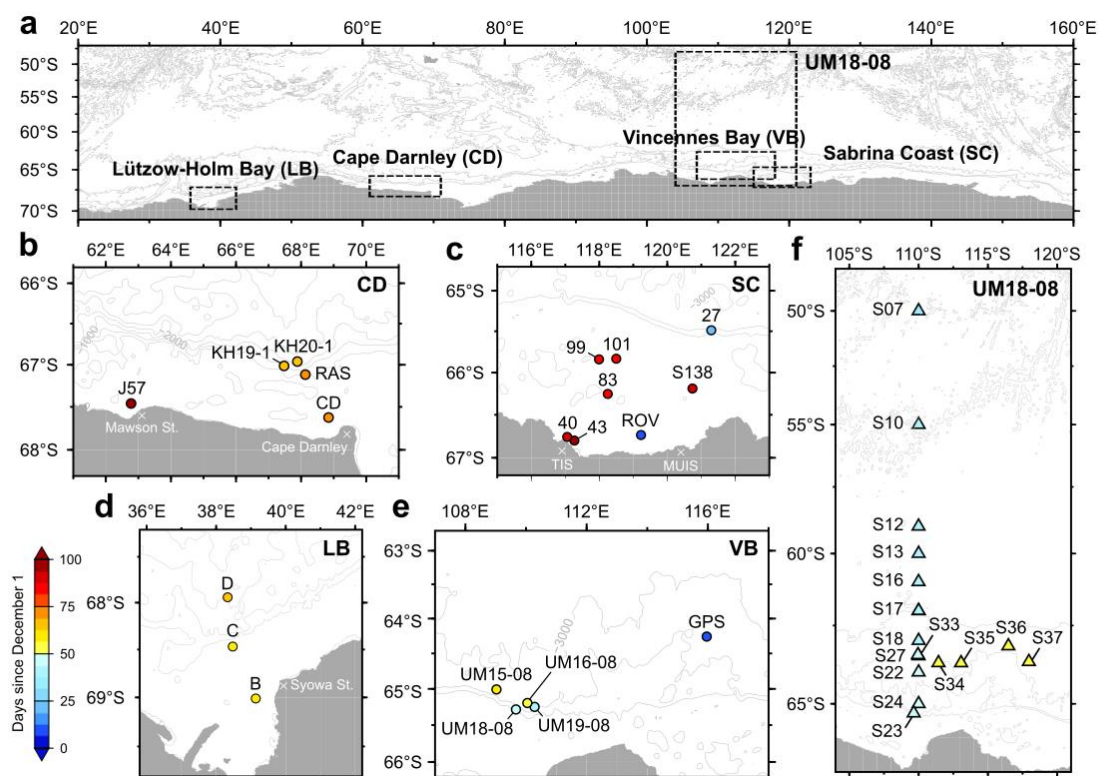 a
20°E 40°E 60°E 80°E 100°E 120°E 140°E 160°E
50°S
55°S
60°S
65°S
70°S
UM18-08
Vincennes Bay (VB)
Cape Darnley (CD)
Sabrina Coast (SC)
Lützow-Holm Bay (LB)
b
62°E 64°E 66°E 68°E 70°E
66°S
67°S
68°S
CD
-1000
-2000
KH19-1
KH20-1
RAS
J57
CD
Mawson St.
Cape Darnley
c
116°E 118°E 120°E 122°E
65°S
66°S
67°S
SC
-3000
27
99
101
83
S138
40
43
ROV
TIS
MUIS
d
36°E 38°E 40°E 42°E
68°S
69°S
LB
D
C
B
Syowa St.
Days since December 1
100
75
50
25
0
e
108°E 112°E 116°E
63°S
64°S
65°S
66°S
VB
-3000
GPS
UM15-08
UM16-08
UM18-08
UM19-08
f
105°S 110°S 115°S 120°S
50°S
55°S
60°S
65°S
UM18-08
S07
S10
S12
S13
S16
S17
S18
S33
S27
S22
S34
S35
S36
S37
S24
S23